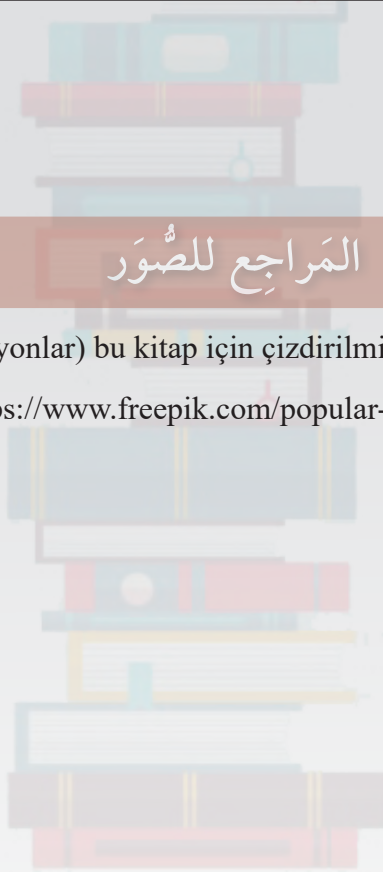 المَراجِع للصُّوَر
yonlar) bu kitap için çizdirilmi
ps://www.freepik.com/popular-